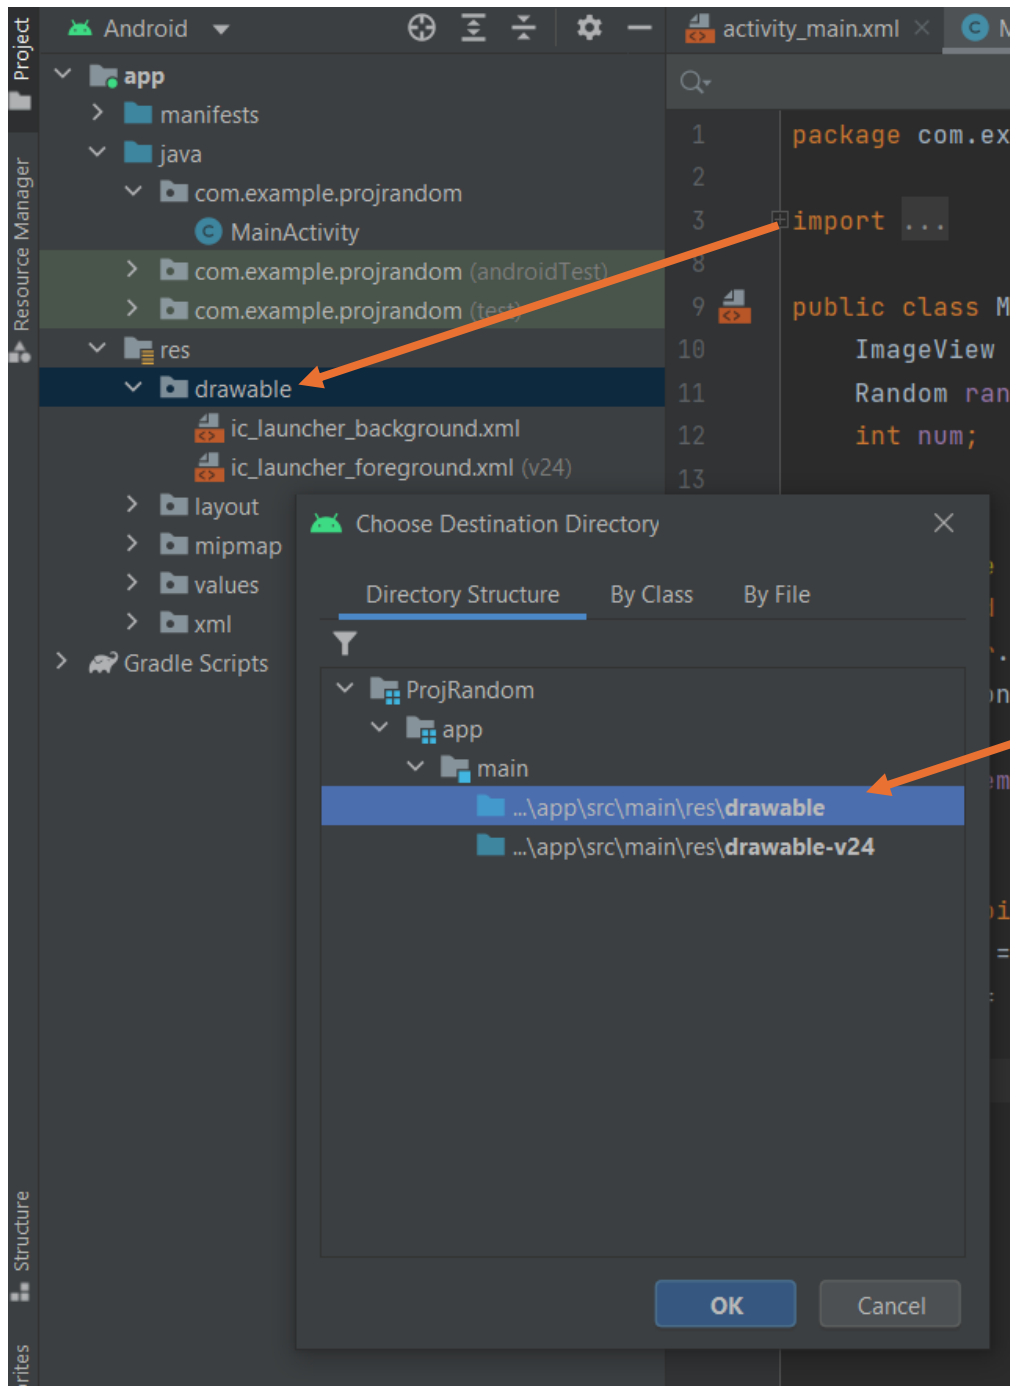 Project
Resource Manager
Structure
Android
app
manifests
java
com.example.projrandom
MainActivity
com.example.projrandom (androidTest)
com.example.projrandom (test)
res
drawable
ic_launcher_background.xml
ic_launcher_foreground.xml (v24)
layout
mipmap
values
xml
Gradle Scripts
activity_main.xml
1 package com.ex
2
3 import ...
8
9 public class M
10 ImageView
11 Random ran
12 int num;
13
Choose Destination Directory
Directory Structure By Class By File
ProjRandom
app
main
...\app\src\main\res\drawable
...\app\src\main\res\drawable-v24
OK Cancel